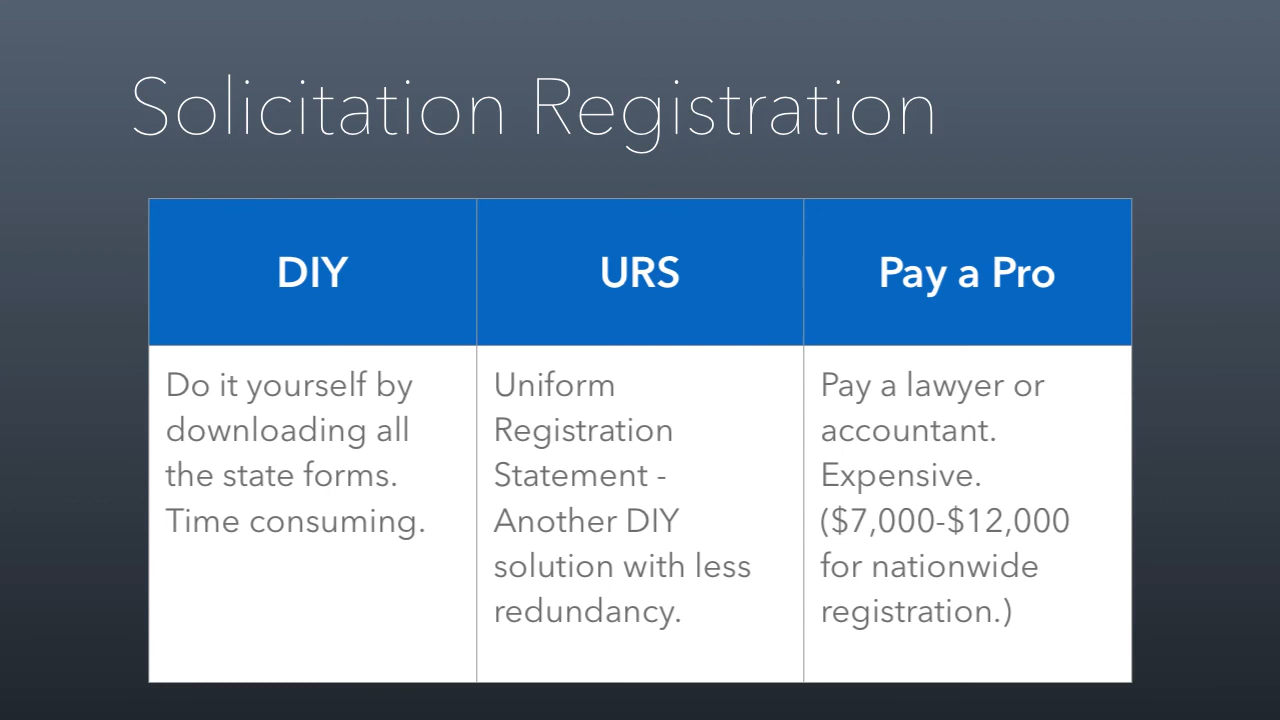 Solicitation Registration
DIY
URS
Pay a Pro
Do it yourself by
downloading all
the state forms.
Time consuming.
Uniform
Registration
Statement -
Another DIY
solution with less
redundancy.
Pay a lawyer or
accountant.
Expensive.
($7,000-$12,000
for nationwide
registration.)